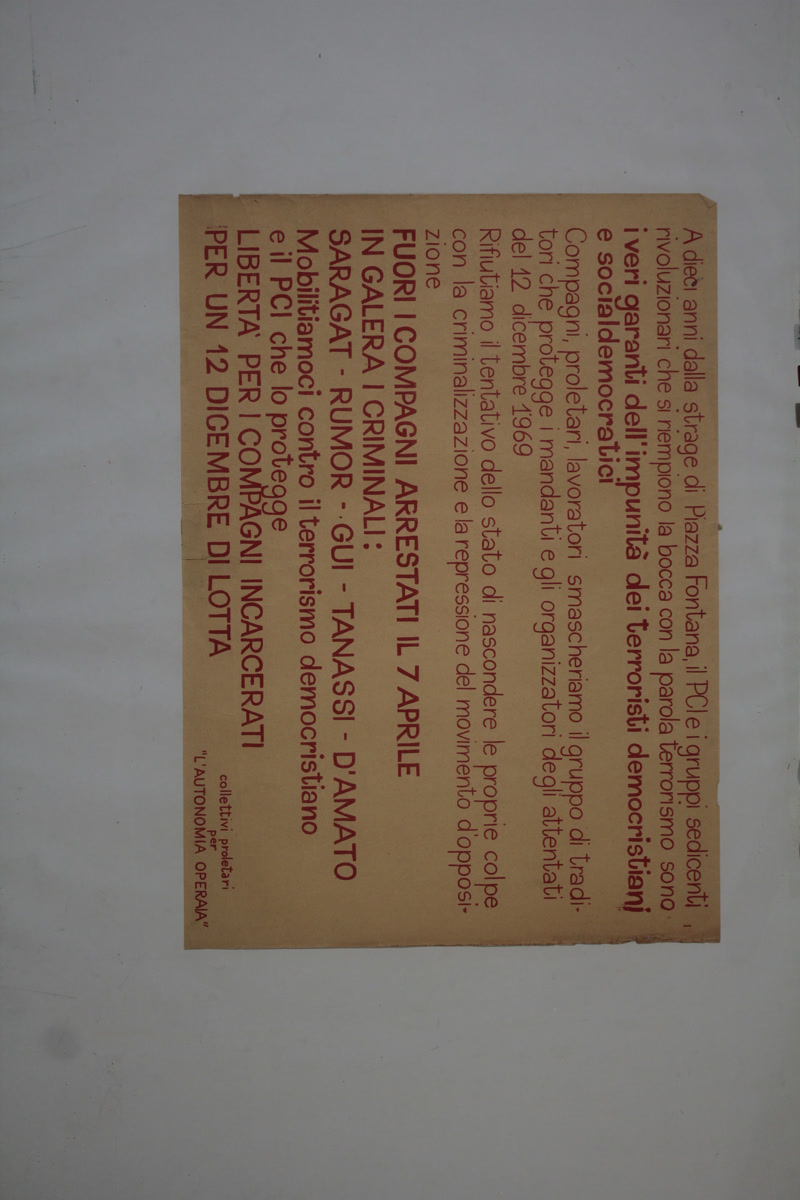 A dieci anni dalla strage di Piazza Fontana, il PCI e i gruppi sedicenti
rivoluzionari che si riempiono la bocca con la parola terrorismo sono
i veri garanti dell'impunità dei terroristi democristiani
e socialdemocratici
Compagni, proletari, lavoratori smascheriamo il gruppo di tradi-
tori che protegge i mandanti e gli organizzatori degli attentati
del 12 dicembre 1969
Rifiutiamo il tentativo dello stato di nascondere le proprie colpe
con la criminalizzazione e la repressione del movimento d'opposi-
zione
FUORI I COMPAGNI ARRESTATI IL 7 APRILE
IN GALERA I CRIMINALI:
SARAGAT - RUMOR - GUI - TANASSI - D'AMATO
Mobilitiamoci contro il terrorismo democristiano
e il PCI che lo protegge
LIBERTA' PER I COMPAGNI INCARCERATI
PER UN 12 DICEMBRE DI LOTTA
collettivi proletari
per
"L'AUTONOMIA OPERAIA"